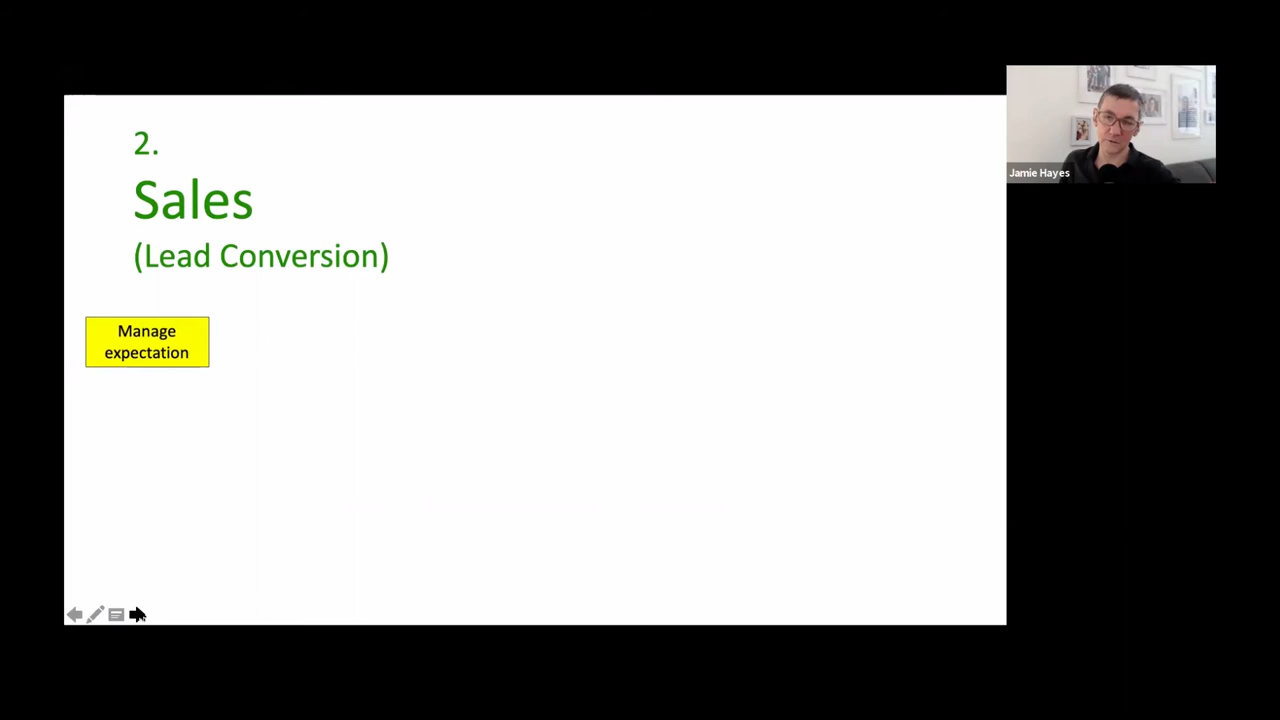 2.
Sales
(Lead Conversion)
Manage
expectation
Jamie Hayes